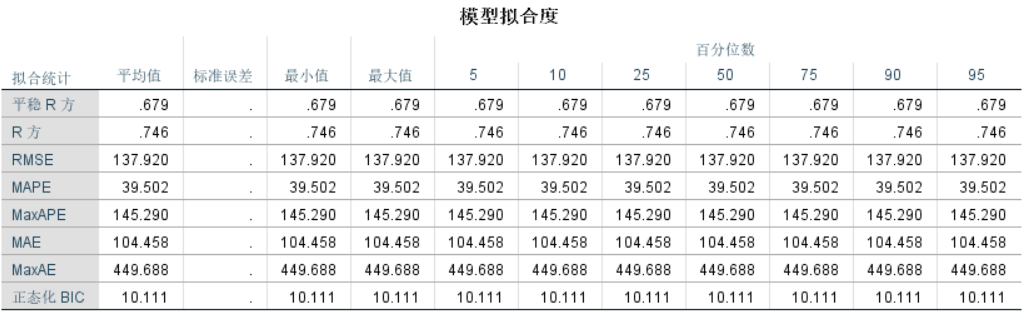 模型拟合度
百分位数
拟合统计 平均值 标准误差 最小值 最大值 5 10 25 50 75 90 95
平稳 R 方 .679 . .679 .679 .679 .679 .679 .679 .679 .679 .679
R 方 .746 . .746 .746 .746 .746 .746 .746 .746 .746 .746
RMSE 137.920 . 137.920 137.920 137.920 137.920 137.920 137.920 137.920 137.920 137.920
MAPE 39.502 . 39.502 39.502 39.502 39.502 39.502 39.502 39.502 39.502 39.502
MaxAPE 145.290 . 145.290 145.290 145.290 145.290 145.290 145.290 145.290 145.290 145.290
MAE 104.458 . 104.458 104.458 104.458 104.458 104.458 104.458 104.458 104.458 104.458
MaxAE 449.688 . 449.688 449.688 449.688 449.688 449.688 449.688 449.688 449.688 449.688
正态化 BIC 10.111 . 10.111 10.111 10.111 10.111 10.111 10.111 10.111 10.111 10.111